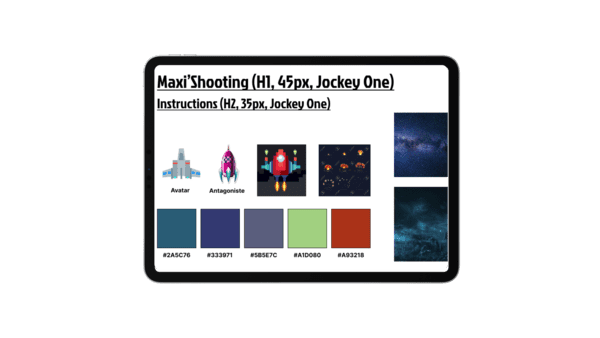 Maxi'Shooting (H1, 45px, Jockey One)
Instructions (H2, 35px, Jockey One)
Avatar
Antagoniste
#2A5C76
#333971
#5B5E7C
#A1D080
#A93218